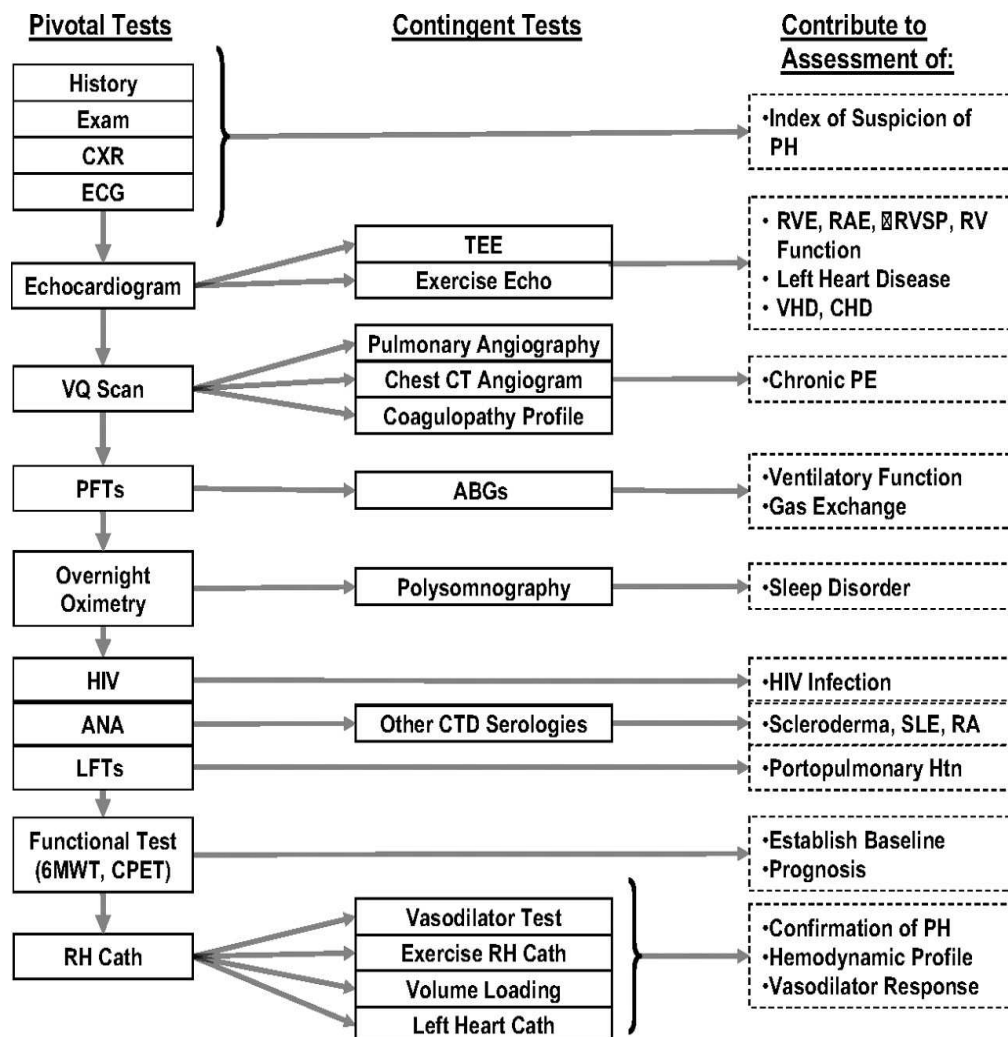 Pivotal Tests
Contingent Tests
Contribute to
Assessment of:
History
Exam
CXR
ECG
•Index of Suspicion of
PH
Echocardiogram
TEE
Exercise Echo
• RVE, RAE, RVSP, RV
Function
• Left Heart Disease
• VHD, CHD
VQ Scan
Pulmonary Angiography
Chest CT Angiogram
Coagulopathy Profile
•Chronic PE
PFTs
ABGs
•Ventilatory Function
•Gas Exchange
Overnight
Oximetry
Polysomnography
•Sleep Disorder
HIV
•HIV Infection
ANA
Other CTD Serologies
•Scleroderma, SLE, RA
LFTs
•Portopulmonary Htn
Functional Test
(6MWT, CPET)
•Establish Baseline
•Prognosis
RH Cath
Vasodilator Test
Exercise RH Cath
Volume Loading
Left Heart Cath
•Confirmation of PH
•Hemodynamic Profile
•Vasodilator Response